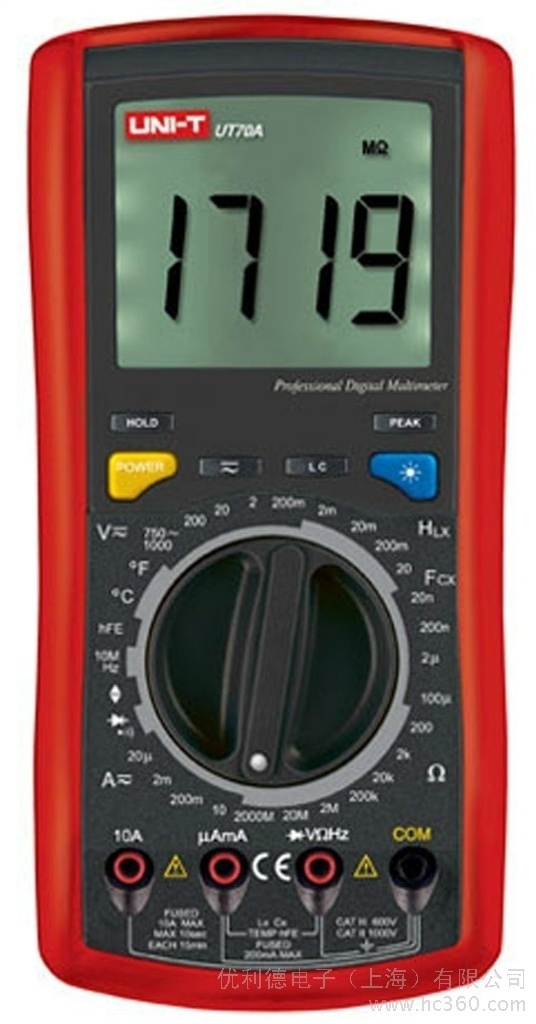 UNI-T UT70A
MΩ
1719
Professional Digital Multimeter
HOLD
PEAK
POWER
LC
V 750~ 1000 200 20 2 200m
2m 20m 200m 20 HLX
°F
°C
hFE
10M Hz
FCX
20n
200n
2µ
100µ
200
2k
20k
200k
2M
20M
2000M
Ω
20µ
2m
200m
10
A
10A
µAmA
VΩHz
COM
CE
FUSED
10A MAX
MAX 10sec
EACH 15min
Lx Cx
TEMP hFE
FUSED
200mA MAX
CAT III 600V
CAT II 1000V
优利德电子（上海）有限公司
www.hc360.com